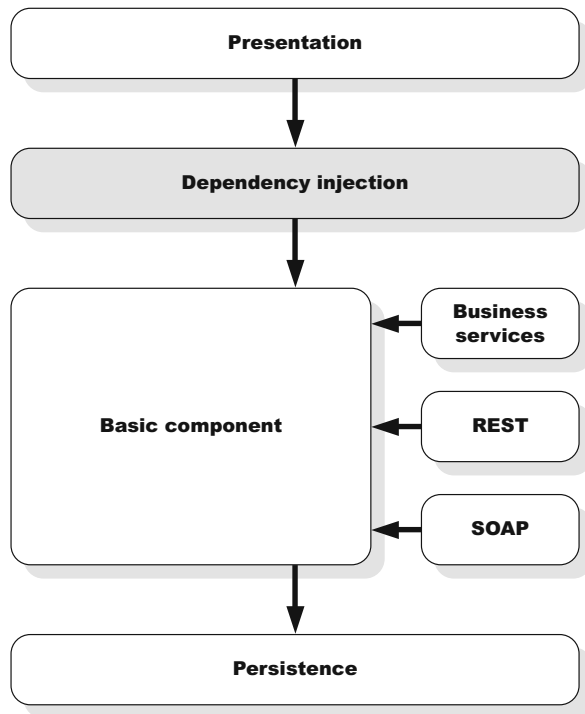 Presentation
Dependency injection
Business
services
Basic component
REST
SOAP
Persistence